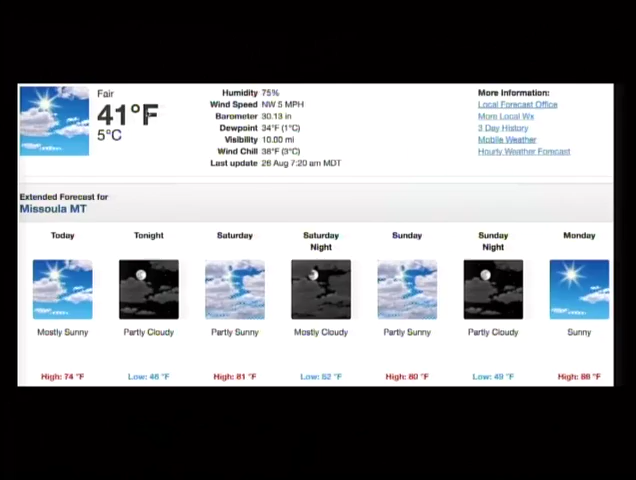 Fair
41°F
5°C
Humidity 75%
Wind Speed NW 5 MPH
Barometer 30.13 in
Dewpoint 34°F (1°C)
Visibility 10.00 mi
Wind Chill 38°F (3°C)
Last update 26 Aug 7:20 am MDT
More Information:
Local Forecast Office
More Local Wx
3 Day History
Mobile Weather
Hourly Weather Forecast
Extended Forecast for
Missoula MT
Today
Tonight
Saturday
Saturday Night
Sunday
Sunday Night
Monday
Mostly Sunny
Partly Cloudy
Partly Sunny
Mostly Cloudy
Partly Sunny
Partly Cloudy
Sunny
High: 74 °F
Low: 46 °F
High: 81 °F
Low: 52 °F
High: 80 °F
Low: 49 °F
High: 88 °F